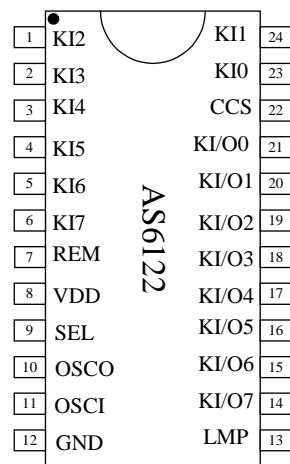 1 KI2 KI1 24
2 KI3 KI0 23
3 KI4 CCS 22
4 KI5 KI/O0 21
5 KI6 KI/O1 20
6 KI7 KI/O2 19
7 REM KI/O3 18
8 VDD KI/O4 17
9 SEL KI/O5 16
10 OSCO KI/O6 15
11 OSCI KI/O7 14
12 GND LMP 13
AS6122